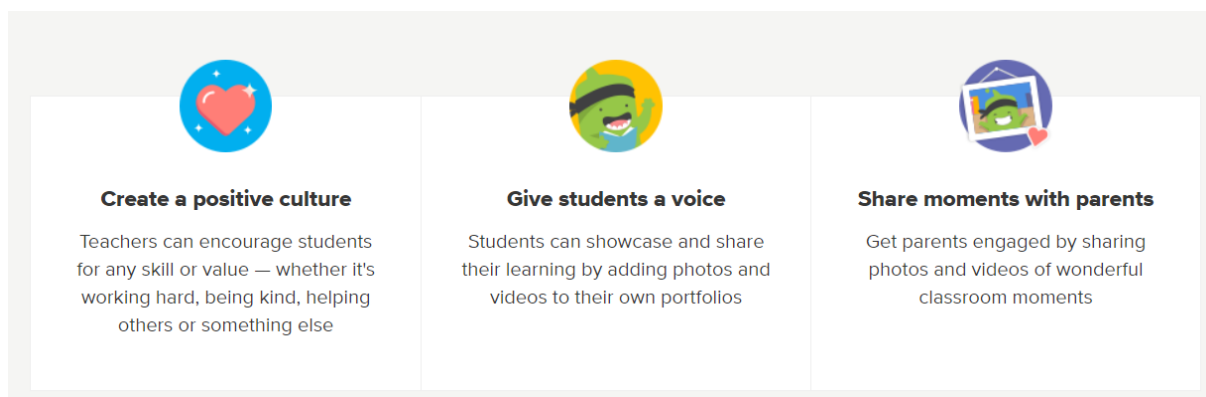 Create a positive culture
Teachers can encourage students
for any skill or value — whether it's
working hard, being kind, helping
others or something else
Give students a voice
Students can showcase and share
their learning by adding photos and
videos to their own portfolios
Share moments with parents
Get parents engaged by sharing
photos and videos of wonderful
classroom moments